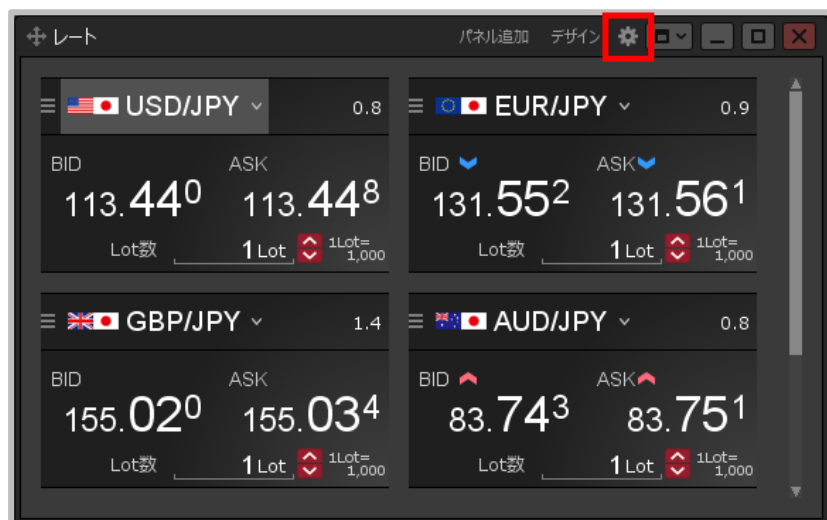 レート パネル追加 デザイン
USD/JPY 0.8
BID ASK
113.440 113.448
Lot数 1 Lot 1Lot= 1,000
EUR/JPY 0.9
BID ASK
131.552 131.561
Lot数 1 Lot 1Lot= 1,000
GBP/JPY 1.4
BID ASK
155.020 155.034
Lot数 1 Lot 1Lot= 1,000
AUD/JPY 0.8
BID ASK
83.743 83.751
Lot数 1 Lot 1Lot= 1,000